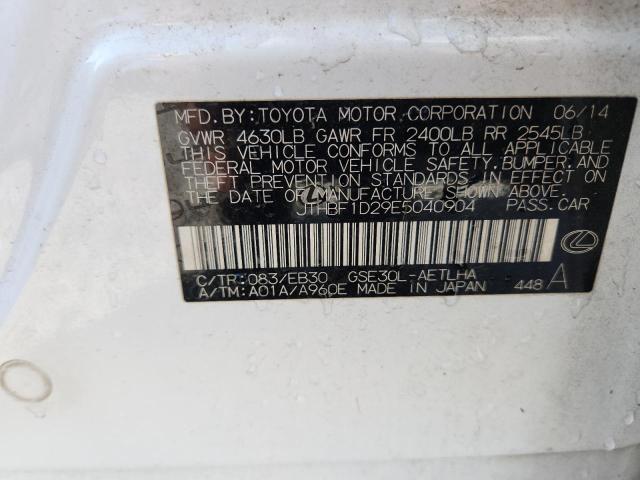 MFD.BY:TOYOTA MOTOR CORPORATION 06/14
GVWR 4630LB GAWR FR 2400LB RR 2545LB
THIS VEHICLE CONFORMS TO ALL APPLICABLE
FEDERAL MOTOR VEHICLE SAFETY,BUMPER,AND
THEFT PREVENTION STANDARDS IN EFFECT ON
THE DATE OF MANUFACTURE SHOWN ABOVE.
JTHBF1D29E5040904 PASS.CAR
C/TR:083/EB30 GSE30L-AETLHA
A/TM:A01A/A960E MADE IN JAPAN 448 A